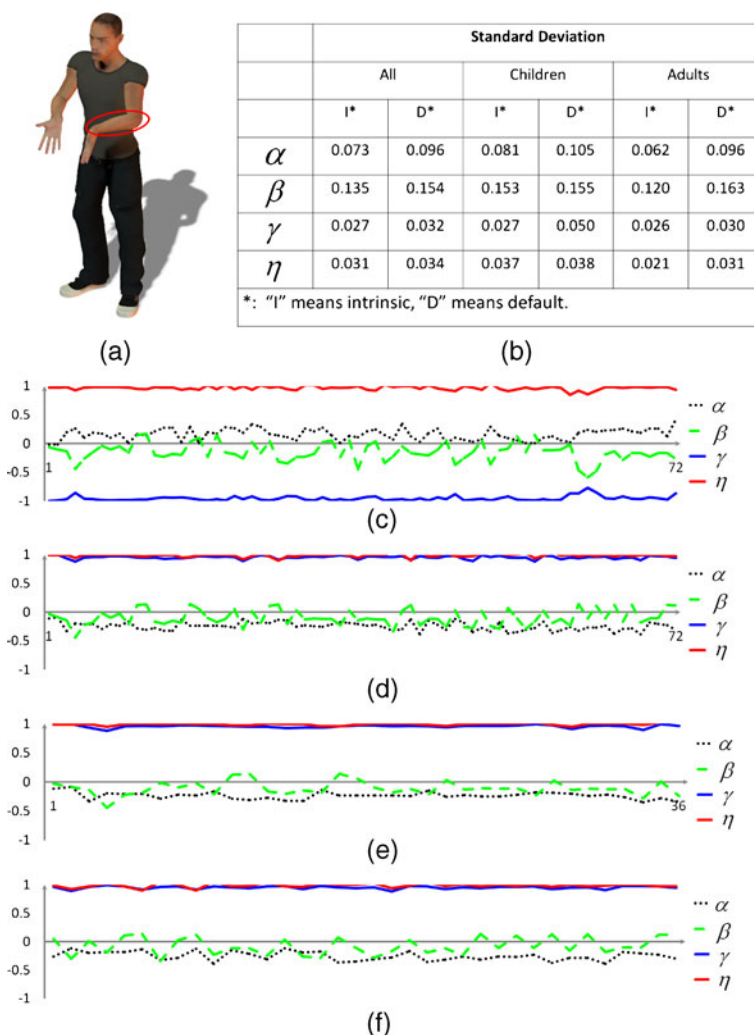 Standard Deviation
All Children Adults
I* D* I* D* I* D*
α 0.073 0.096 0.081 0.105 0.062 0.096
β 0.135 0.154 0.153 0.155 0.120 0.163
γ 0.027 0.032 0.027 0.050 0.026 0.030
η 0.031 0.034 0.037 0.038 0.021 0.031
*: “I” means intrinsic, “D” means default.
(a)
(b)
1
0.5
0
-0.5
-1
1
72
α
β
γ
η
(c)
1
0.5
0
-0.5
-1
1
72
α
β
γ
η
(d)
1
0.5
0
-0.5
-1
1
36
α
β
γ
η
(e)
1
0.5
0
-0.5
-1
α
β
γ
η
(f)